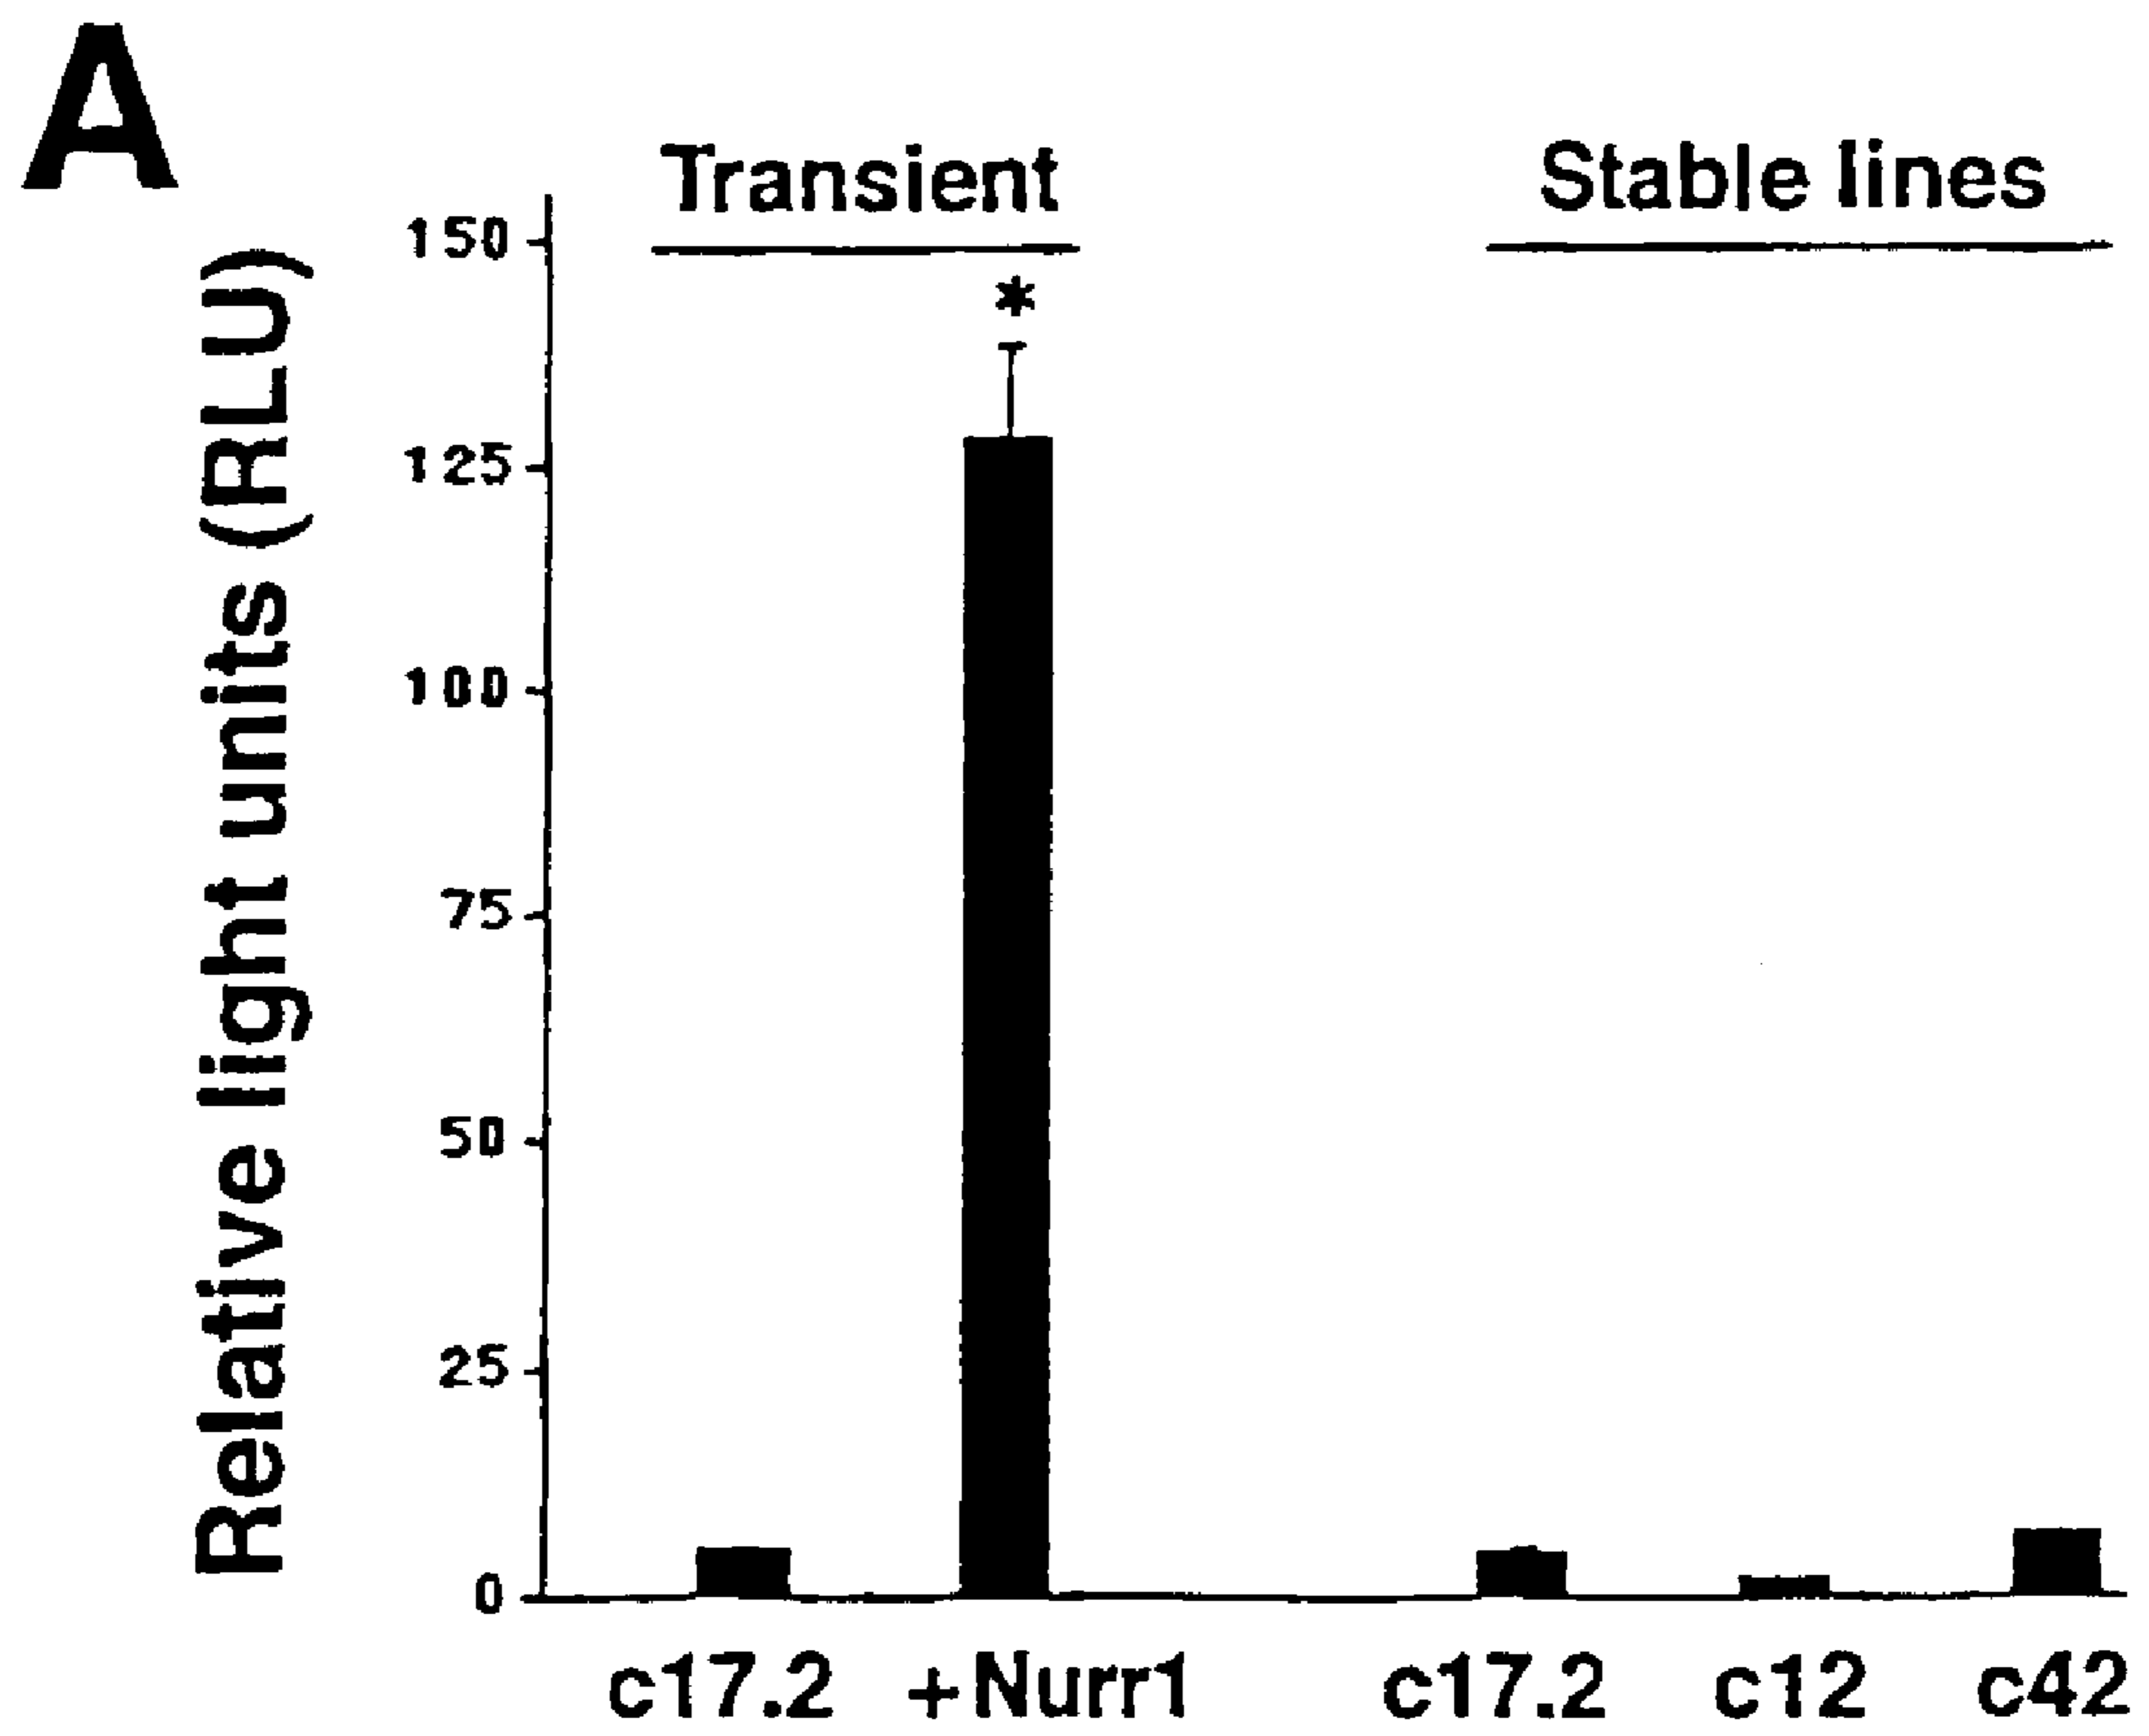 A
Transient Stable lines
*
Relative light units (RLU)
150
125
100
75
50
25
0
c17.2 +Nurr1 c17.2 c12 c42